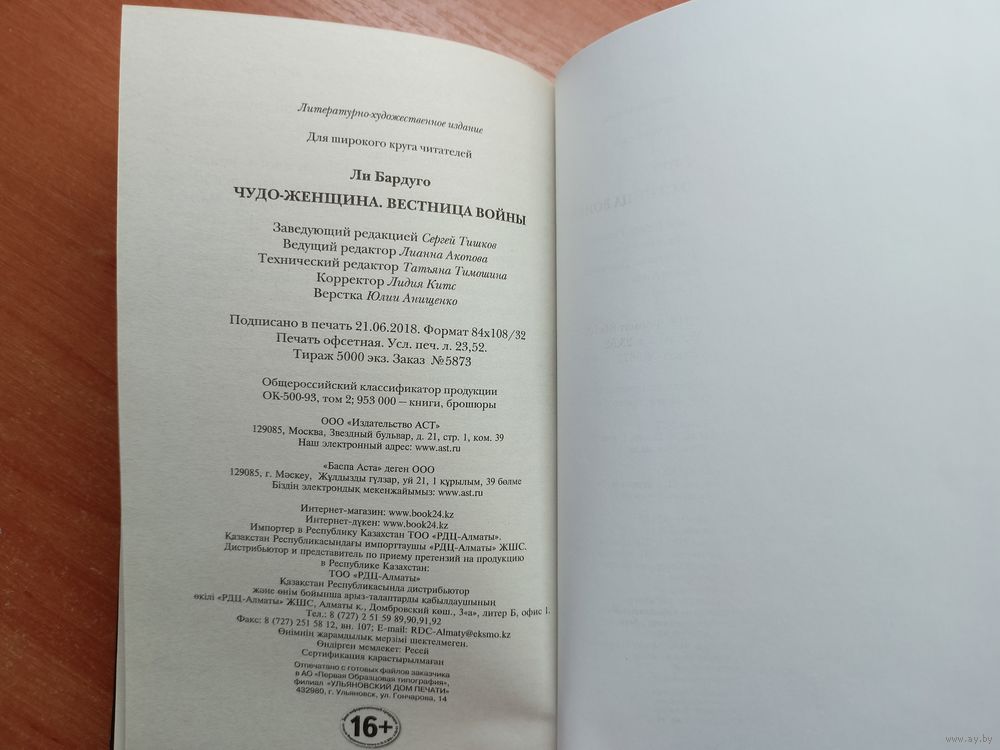 Литературно-художественное издание
Для широкого круга читателей
Ли Бардуго
ЧУДО-ЖЕНЩИНА. ВЕСТНИЦА ВОЙНЫ
Заведующий редакцией Сергей Тишков
Ведущий редактор Лианна Акопова
Технический редактор Татьяна Тимошина
Корректор Лидия Китс
Верстка Юлии Анищенко
Подписано в печать 21.06.2018. Формат 84x108/32
Печать офсетная. Усл. печ. л. 23,52.
Тираж 5000 экз. Заказ №5873
Общероссийский классификатор продукции
ОК-500-93, том 2; 953 000 — книги, брошюры
ООО «Издательство АСТ»
129085, Москва, Звездный бульвар, д. 21, стр. 1, ком. 39
Наш электронный адрес: www.ast.ru
«Баспа Аста» деген ООО
129085, г. Мәскеу, Жұлдызды гүлзар, үй 21, 1 құрылым, 39 бөлме
Біздің электрондық мекенжайымыз: www.ast.ru
Интернет-магазин: www.book24.kz
Интернет-дүкен: www.book24.kz
Импортер в Республику Казахстан ТОО «РДЦ-Алматы».
Қазақстан Республикасындағы импорттаушы «РДЦ-Алматы» ЖШС.
Дистрибьютор и представитель по приему претензий на продукцию
в Республике Казахстан:
ТОО «РДЦ-Алматы»
Қазақстан Республикасында дистрибьютор
және өнім бойынша арыз-талаптарды қабылдаушының
өкілі «РДЦ-Алматы» ЖШС, Алматы қ., Домбровский көш., 3«а», литер Б, офис 1.
Тел.: 8 (727) 2 51 59 89,90,91,92
Факс: 8 (727) 251 58 12, вн. 107; E-mail: RDC-Almaty@eksmo.kz
Өнімнің жарамдылық мерзімі шектелмеген.
Өндірген мемлекет: Ресей
Сертификация қарастырылмаған
Отпечатано с готовых файлов заказчика
в АО «Первая Образцовая типография»,
филиал «УЛЬЯНОВСКИЙ ДОМ ПЕЧАТИ»
432980, г. Ульяновск, ул. Гончарова, 14
16+
www.ay.by